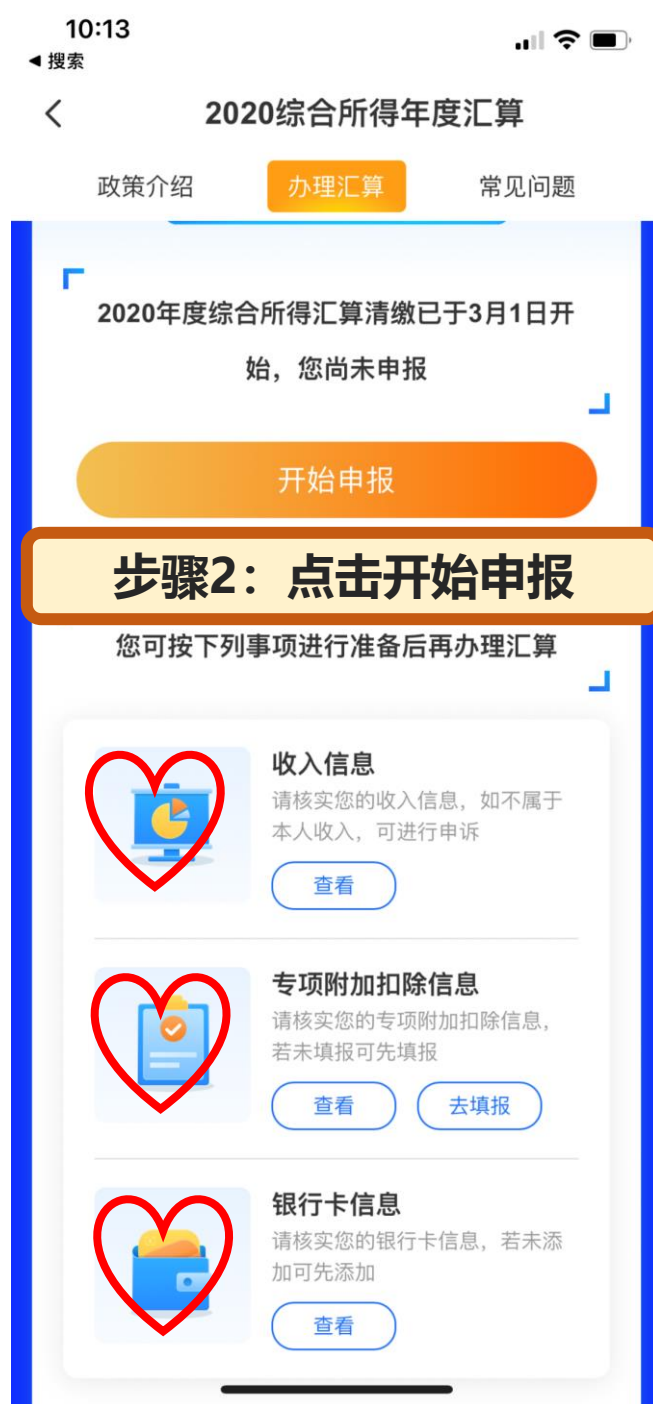 10:13
◀ 搜索
2020综合所得年度汇算
政策介绍 办理汇算 常见问题
2020年度综合所得汇算清缴已于3月1日开
始，您尚未申报
开始申报
步骤2：点击开始申报
您可按下列事项进行准备后再办理汇算
收入信息
请核实您的收入信息，如不属于
本人收入，可进行申诉
查看
专项附加扣除信息
请核实您的专项附加扣除信息，
若未填报可先填报
查看 去填报
银行卡信息
请核实您的银行卡信息，若未添
加可先添加
查看